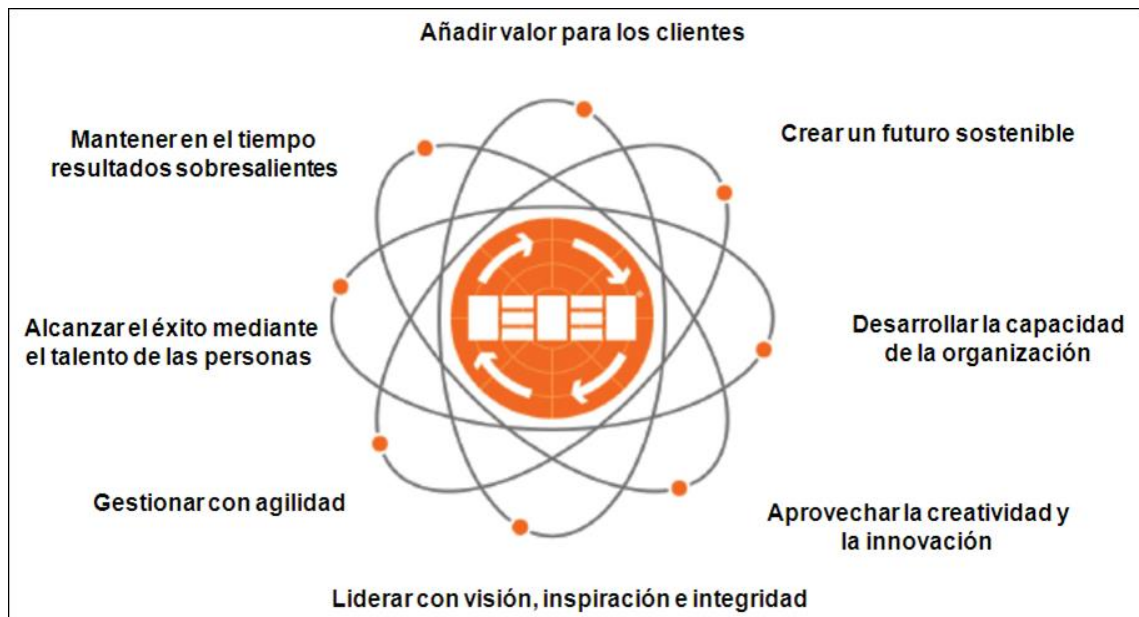 Añadir valor para los clientes
Mantener en el tiempo
resultados sobresalientes
Crear un futuro sostenible
Alcanzar el éxito mediante
el talento de las personas
Desarrollar la capacidad
de la organización
Gestionar con agilidad
Aprovechar la creatividad y
la innovación
Liderar con visión, inspiración e integridad